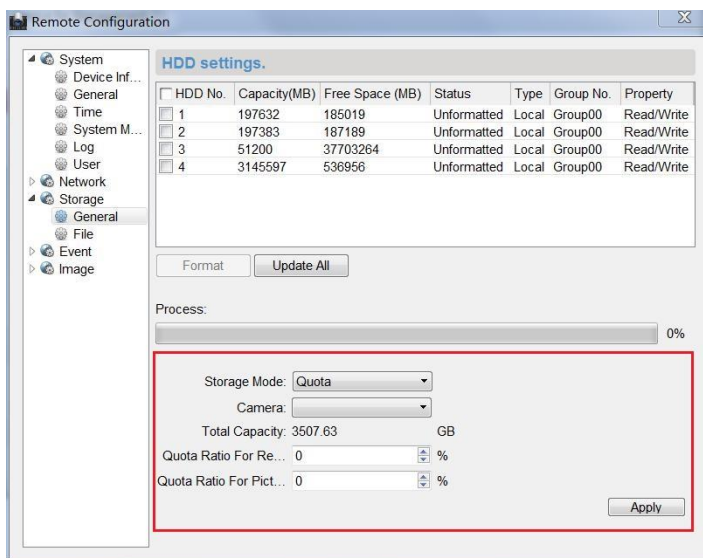 Remote Configuration
System
Device Inf...
General
Time
System M...
Log
User
Network
Storage
General
File
Event
Image
HDD settings.
HDD No. Capacity(MB) Free Space (MB) Status Type Group No. Property
1 197632 185019 Unformatted Local Group00 Read/Write
2 197383 187189 Unformatted Local Group00 Read/Write
3 51200 37703264 Unformatted Local Group00 Read/Write
4 3145597 536956 Unformatted Local Group00 Read/Write
Format Update All
Process:
0%
Storage Mode: Quota
Camera:
Total Capacity: 3507.63 GB
Quota Ratio For Re... 0 %
Quota Ratio For Pict... 0 %
Apply